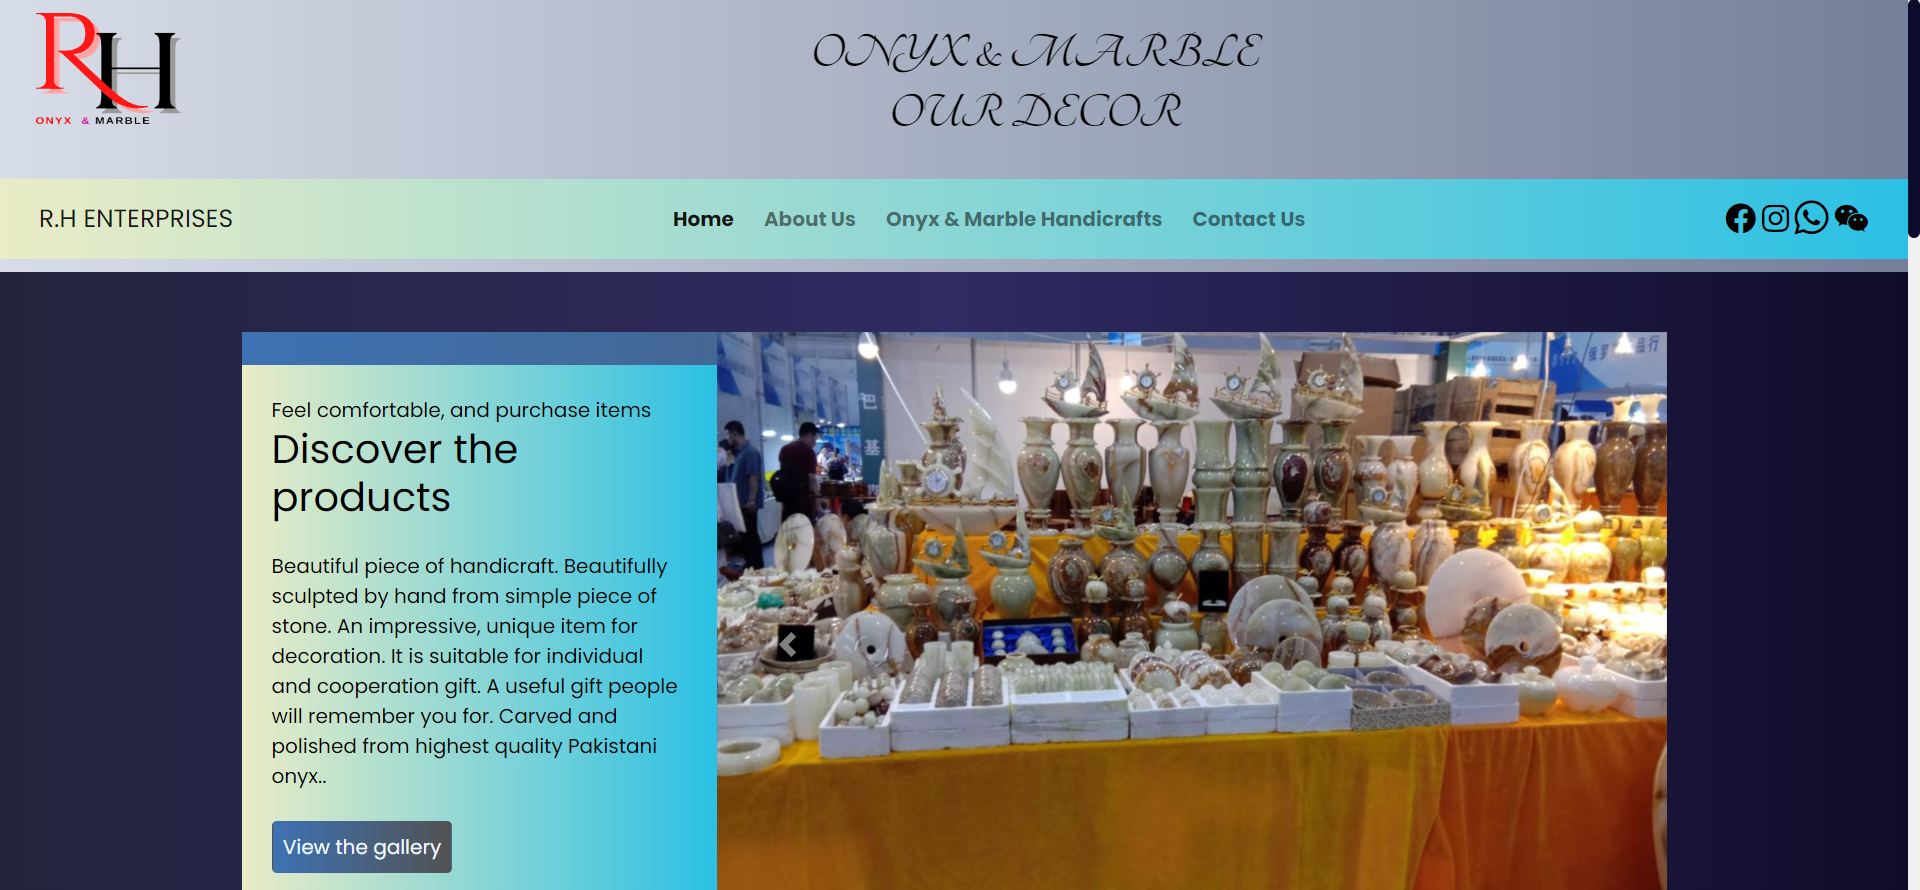 RH
ONYX & MARBLE
ONYX & MARBLE
OUR DECOR
R.H ENTERPRISES
Home
About Us
Onyx & Marble Handicrafts
Contact Us
Feel comfortable, and purchase items
Discover the
products
Beautiful piece of handicraft. Beautifully
sculpted by hand from simple piece of
stone. An impressive, unique item for
decoration. It is suitable for individual
and cooperation gift. A useful gift people
will remember you for. Carved and
polished from highest quality Pakistani
onyx..
View the gallery